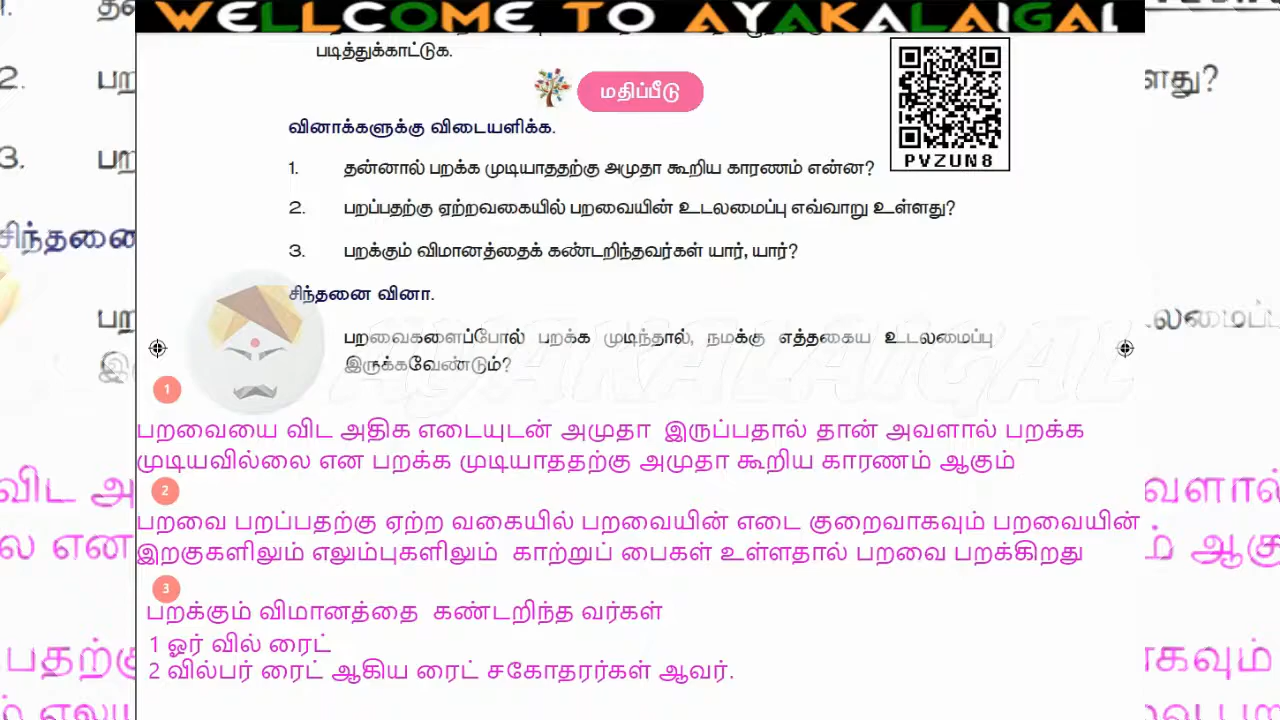 WELLCOME TO AYAKALAIGAL
படித்துக்காட்டுக.
மதிப்பீடு
PVZUN8
வினாக்களுக்கு விடையளிக்க.
1. தன்னால் பறக்க முடியாததற்கு அமுதா கூறிய காரணம் என்ன?
2. பறப்பதற்கு ஏற்றவகையில் பறவையின் உடலமைப்பு எவ்வாறு உள்ளது?
3. பறக்கும் விமானத்தைக் கண்டறிந்தவர்கள் யார், யார்?
சிந்தனை வினா.
பறவைகளைப்போல் பறக்க முடிந்தால், நமக்கு எத்தகைய உடலமைப்பு
இருக்கவேண்டும்?
AYAKALAIGAL
1
பறவையை விட அதிக எடையுடன் அமுதா இருப்பதால் தான் அவளால் பறக்க
முடியவில்லை என பறக்க முடியாததற்கு அமுதா கூறிய காரணம் ஆகும்
2
பறவை பறப்பதற்கு ஏற்ற வகையில் பறவையின் எடை குறைவாகவும் பறவையின்
இறகுகளிலும் எலும்புகளிலும் காற்றுப் பைகள் உள்ளதால் பறவை பறக்கிறது
3
பறக்கும் விமானத்தை கண்டறிந்த வர்கள்
1 ஓர் வில் ரைட்
2 வில்பர் ரைட் ஆகிய ரைட் சகோதரர்கள் ஆவர்.